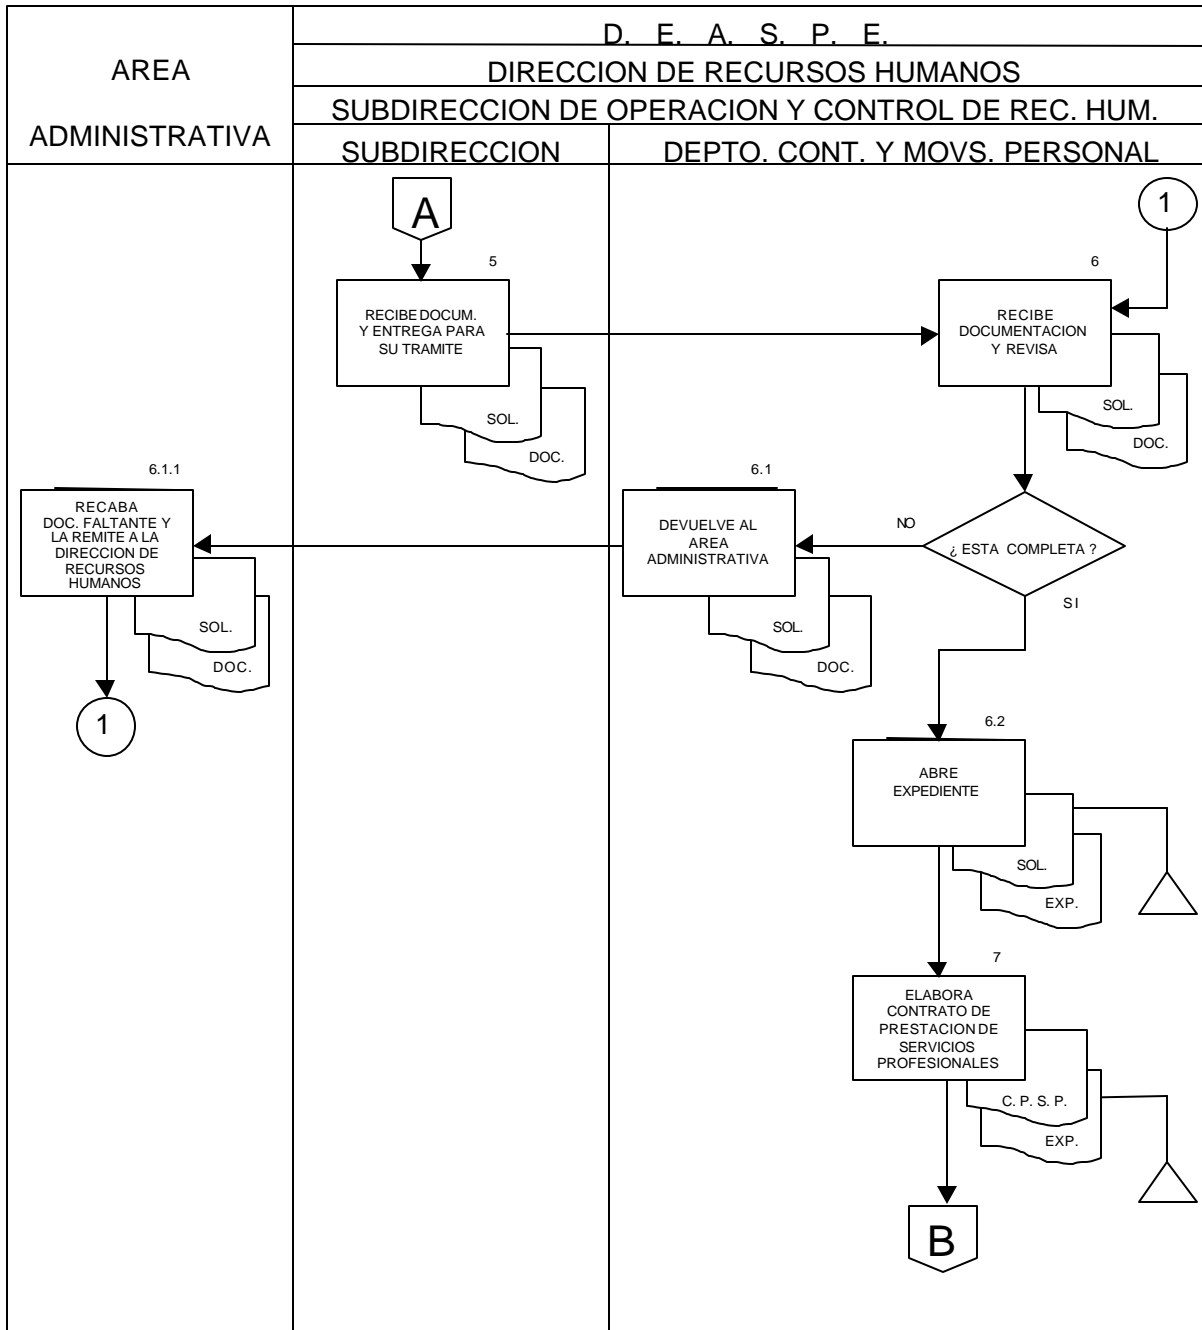 D. E. A. S. P. E.
AREA
ADMINISTRATIVA
DIRECCION DE RECURSOS HUMANOS
SUBDIRECCION DE OPERACION Y CONTROL DE REC. HUM.
SUBDIRECCION
DEPTO. CONT. Y MOVS. PERSONAL
A
1
5
RECIBE DOCUM.
Y ENTREGA PARA
SU TRAMITE
SOL.
DOC.
6
RECIBE
DOCUMENTACION
Y REVISA
SOL.
DOC.
¿ ESTA COMPLETA ?
NO
SI
6.1
DEVUELVE AL
AREA
ADMINISTRATIVA
SOL.
DOC.
6.1.1
RECABA
DOC. FALTANTE Y
LA REMITE A LA
DIRECCION DE
RECURSOS
HUMANOS
SOL.
DOC.
1
6.2
ABRE
EXPEDIENTE
SOL.
EXP.
7
ELABORA
CONTRATO DE
PRESTACION DE
SERVICIOS
PROFESIONALES
C. P. S. P.
EXP.
B